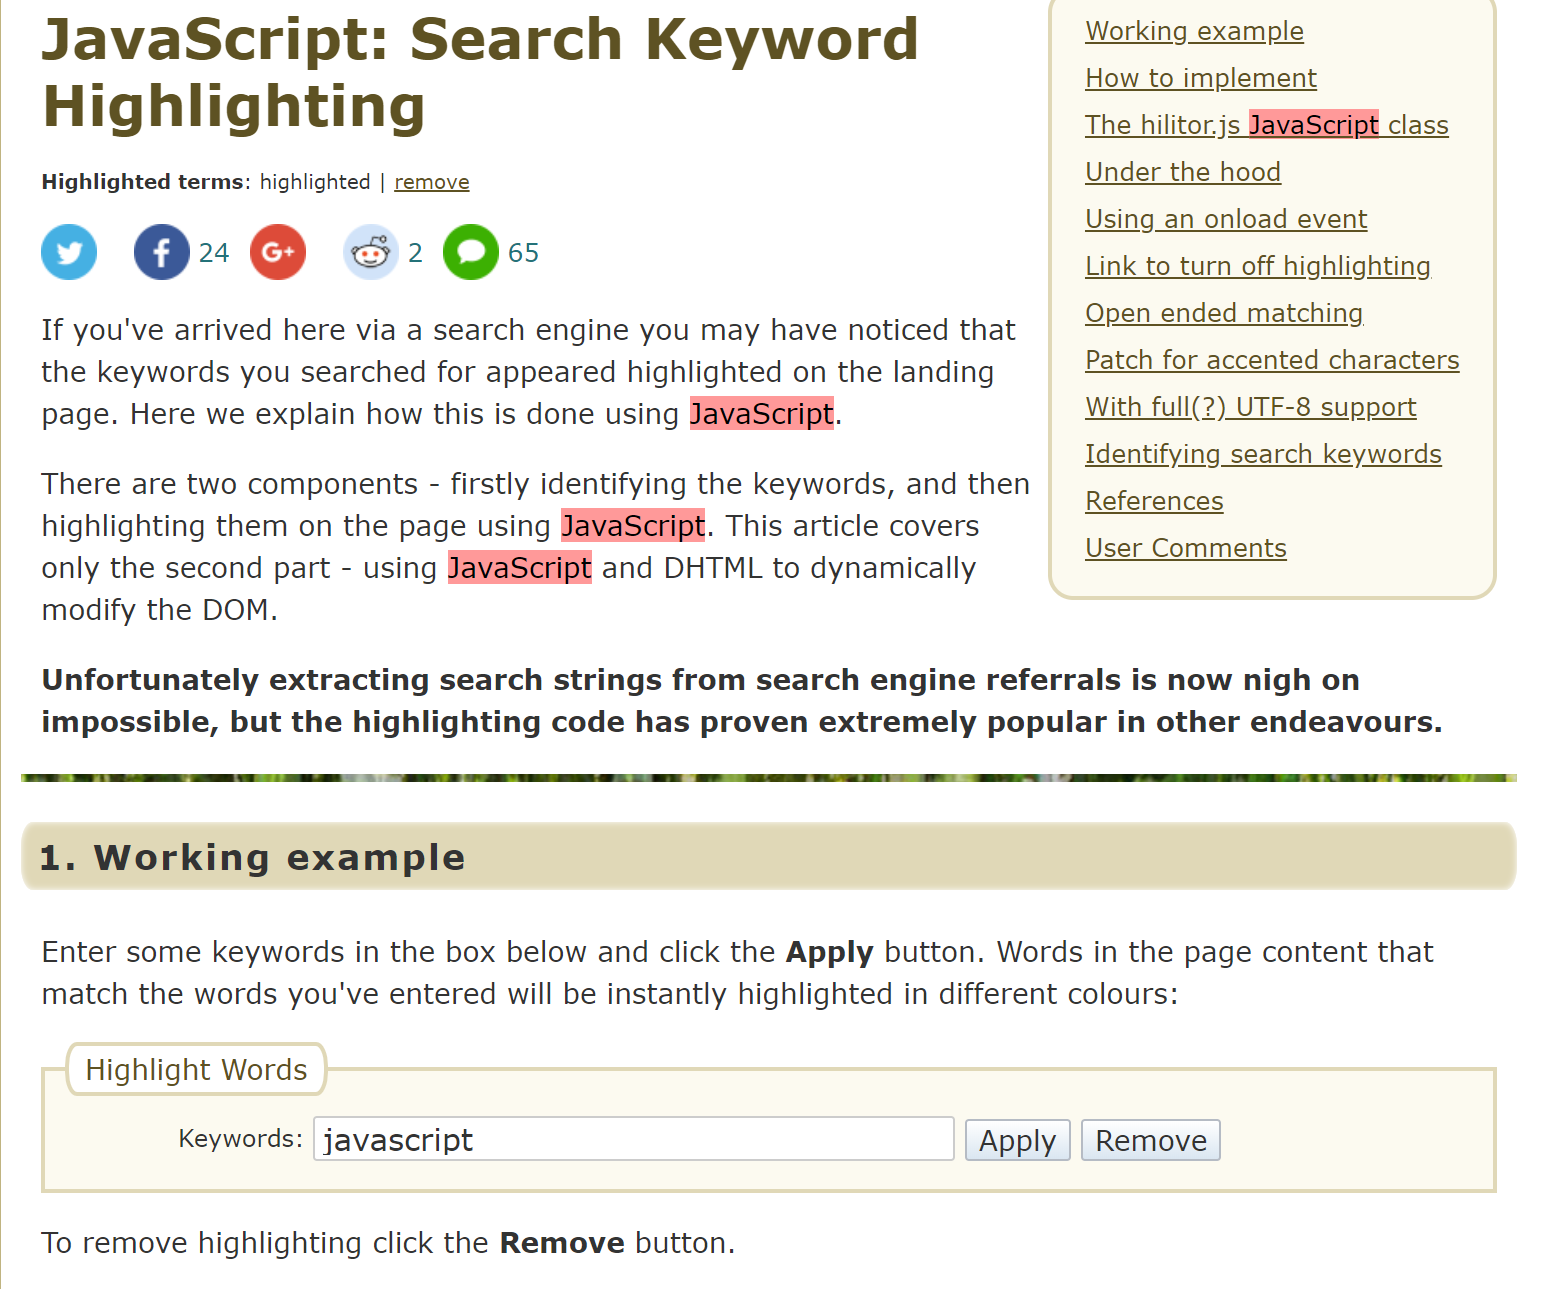 JavaScript: Search Keyword
Highlighting
Highlighted terms: highlighted | remove
24
2
65
If you've arrived here via a search engine you may have noticed that
the keywords you searched for appeared highlighted on the landing
page. Here we explain how this is done using JavaScript.
There are two components - firstly identifying the keywords, and then
highlighting them on the page using JavaScript. This article covers
only the second part - using JavaScript and DHTML to dynamically
modify the DOM.
Unfortunately extracting search strings from search engine referrals is now nigh on
impossible, but the highlighting code has proven extremely popular in other endeavours.
Working example
How to implement
The hilitor.js JavaScript class
Under the hood
Using an onload event
Link to turn off highlighting
Open ended matching
Patch for accented characters
With full(?) UTF-8 support
Identifying search keywords
References
User Comments
1. Working example
Enter some keywords in the box below and click the Apply button. Words in the page content that
match the words you've entered will be instantly highlighted in different colours:
Highlight Words
Keywords: javascript Apply Remove
To remove highlighting click the Remove button.